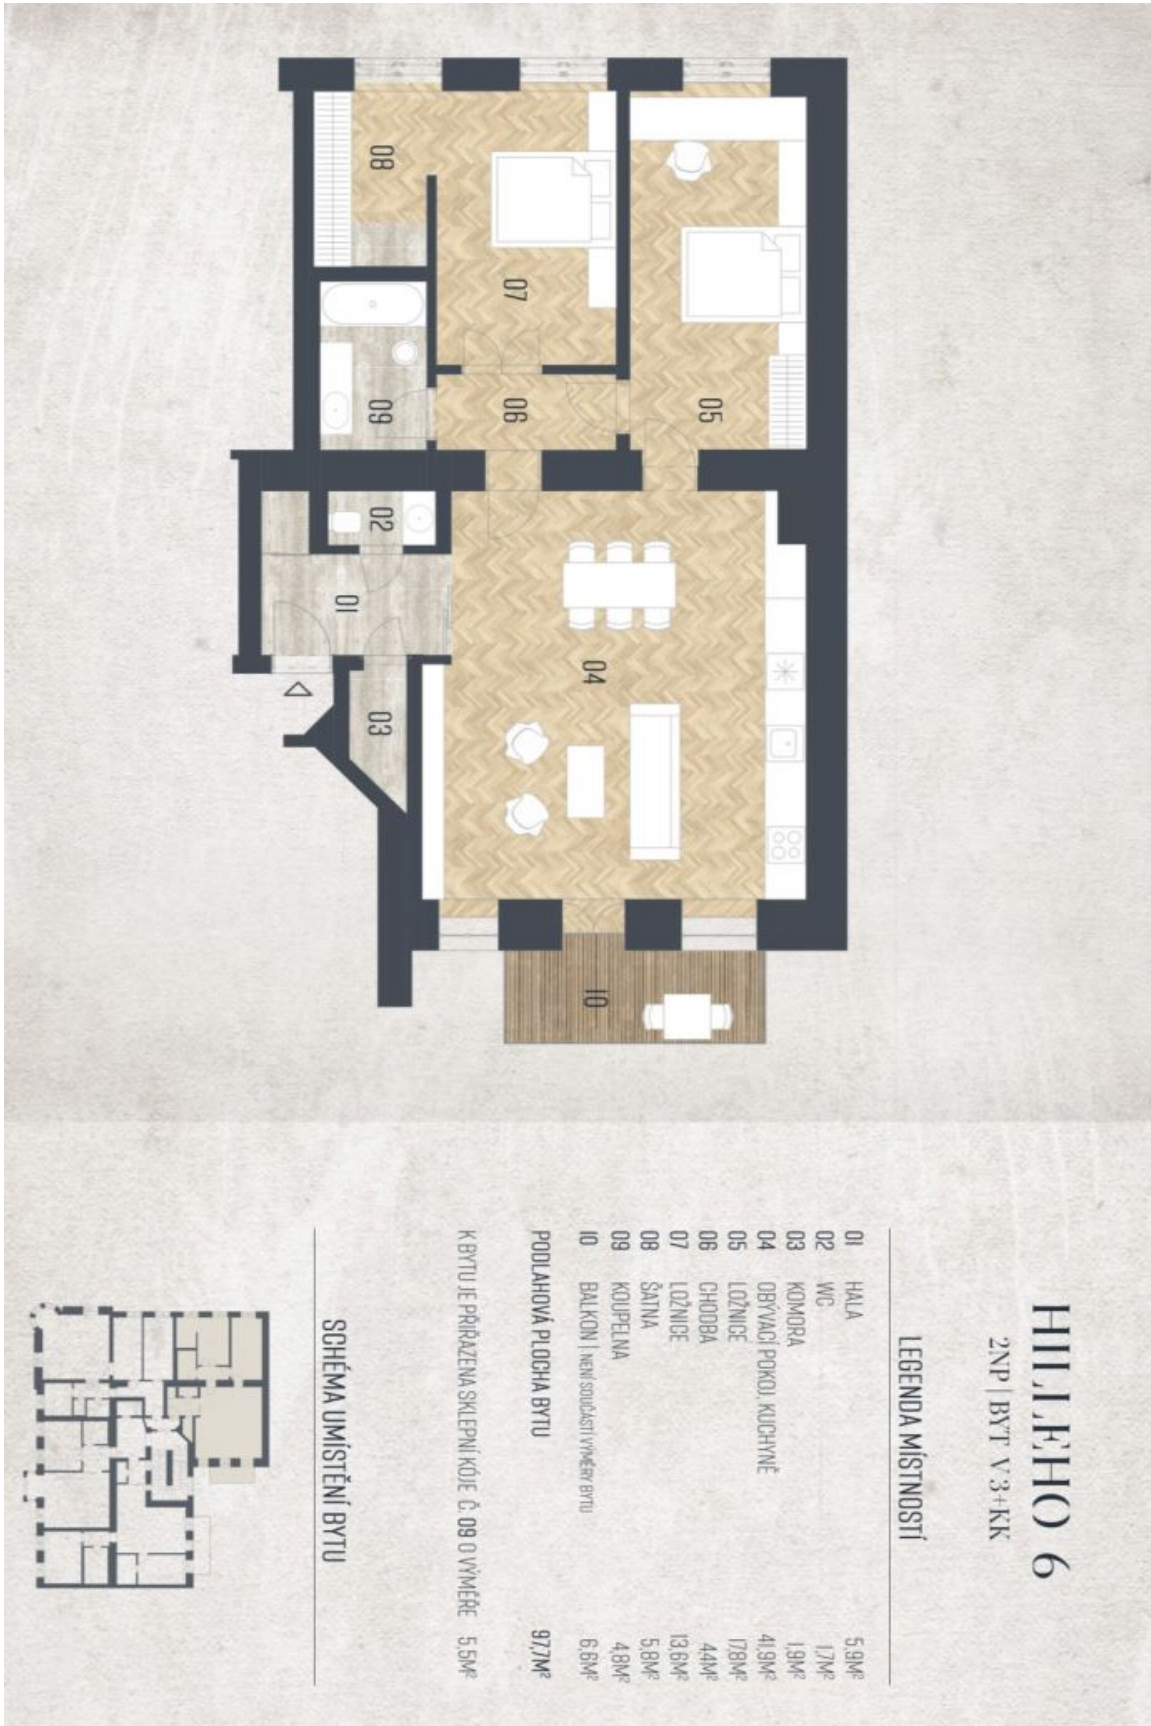 HILLEHO 6
2NP | BYT V 3+KK
LEGENDA MÍSTNOSTÍ
01 HALA 5,9M²
02 WC 1,7M²
03 KOMORA 1,9M²
04 OBÝVACÍ POKOJ, KUCHYNĚ 41,9M²
05 LOŽNICE 17,8M²
06 CHODBA 4,4M²
07 LOŽNICE 13,6M²
08 ŠATNA 5,8M²
09 KOUPELNA 4,8M²
10 BALKON | NENÍ SOUČÁSTÍ VÝMĚRY BYTU 6,6M²
PODLAHOVÁ PLOCHA BYTU 97,7M²
K BYTU JE PŘIŘAZENA SKLEPNÍ KÓJE Č. 09 O VÝMĚŘE 5,5M²
SCHÉMA UMÍSTĚNÍ BYTU
05
07
08
06
09
02
01
04
03
10